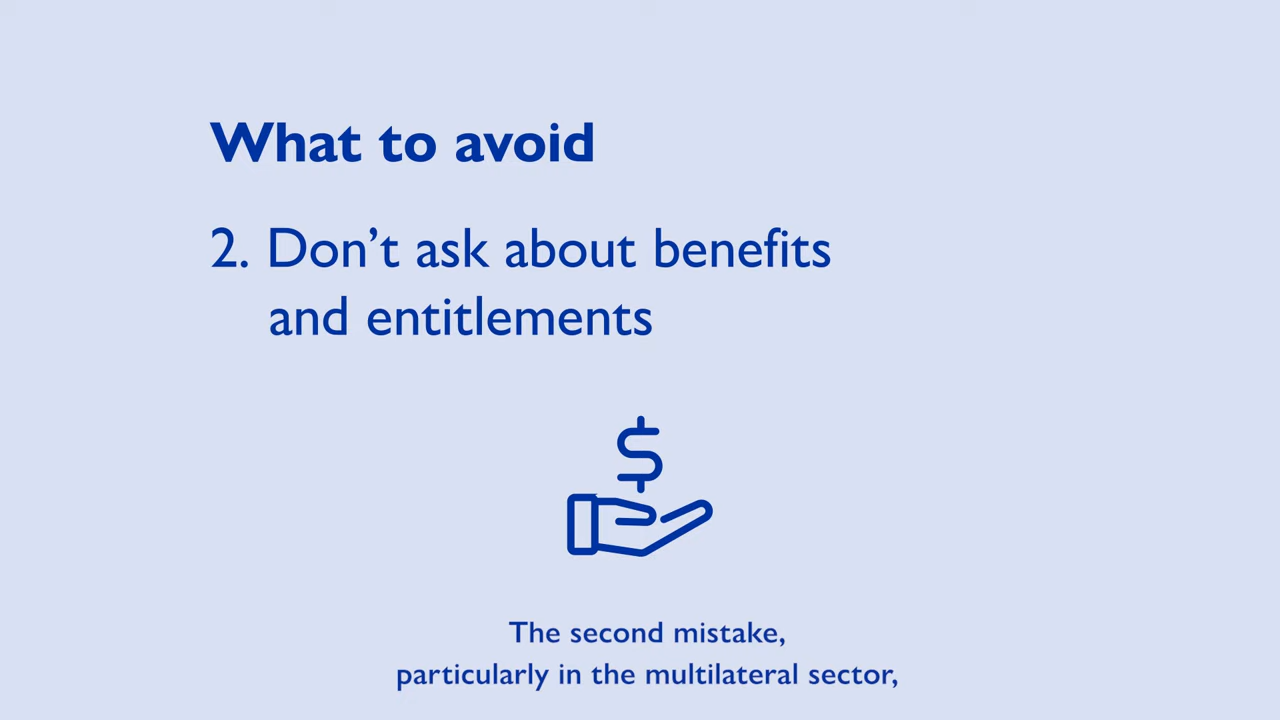 What to avoid
2. Don’t ask about benefits
and entitlements
$
The second mistake,
particularly in the multilateral sector,